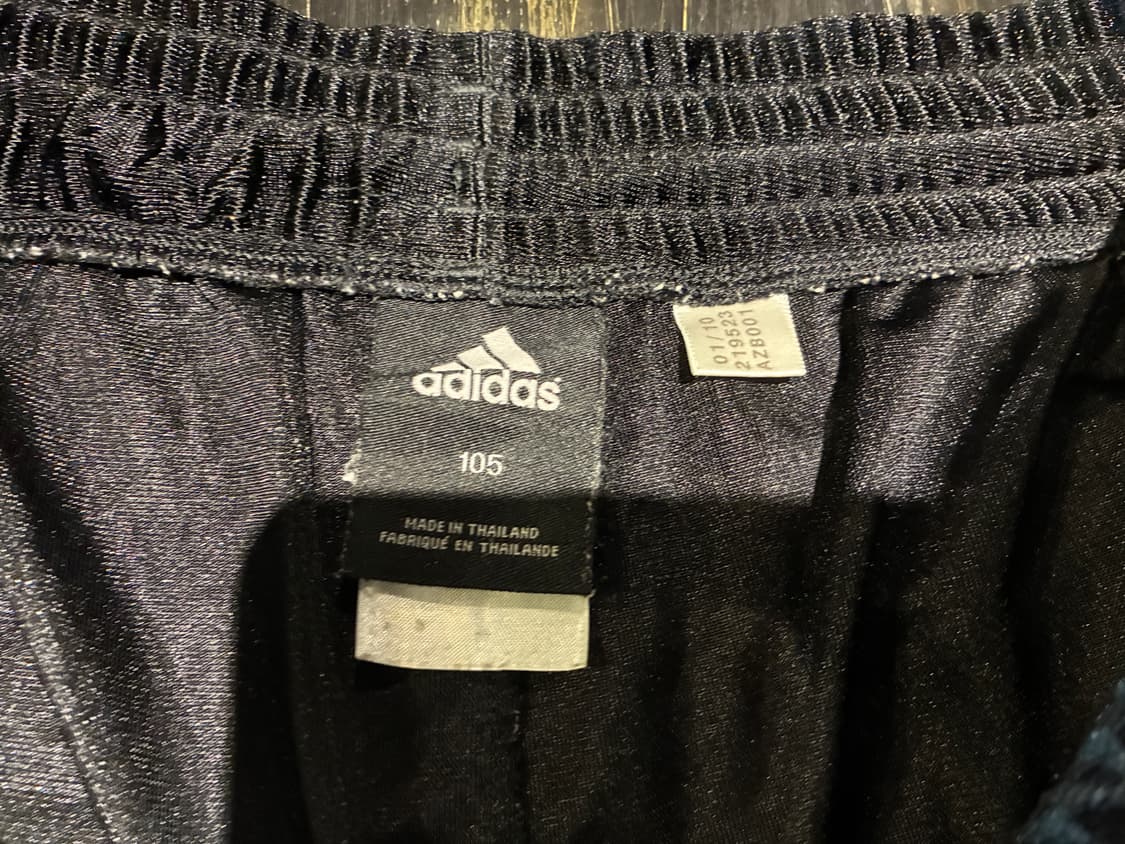 adidas
105
MADE IN THAILAND
FABRIQUÉ EN THAILANDE
01/10
219523
AZB001